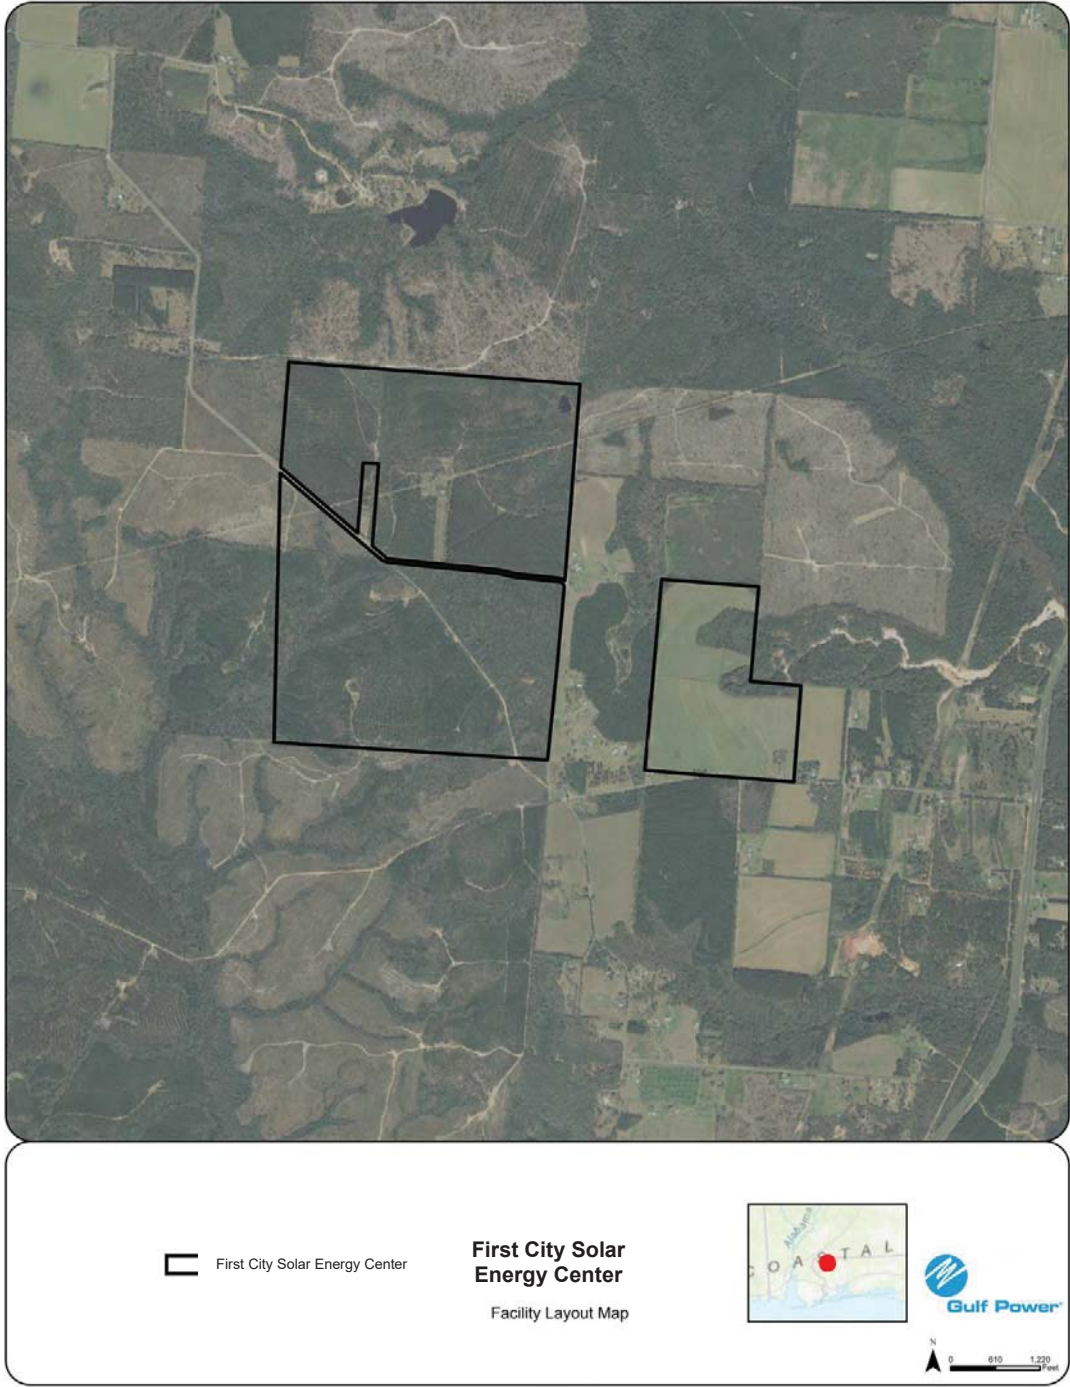 First City Solar Energy Center
First City Solar
Energy Center
Facility Layout Map
Alabama
COASTAL
Gulf Power
N
0 610 1,220
Feet